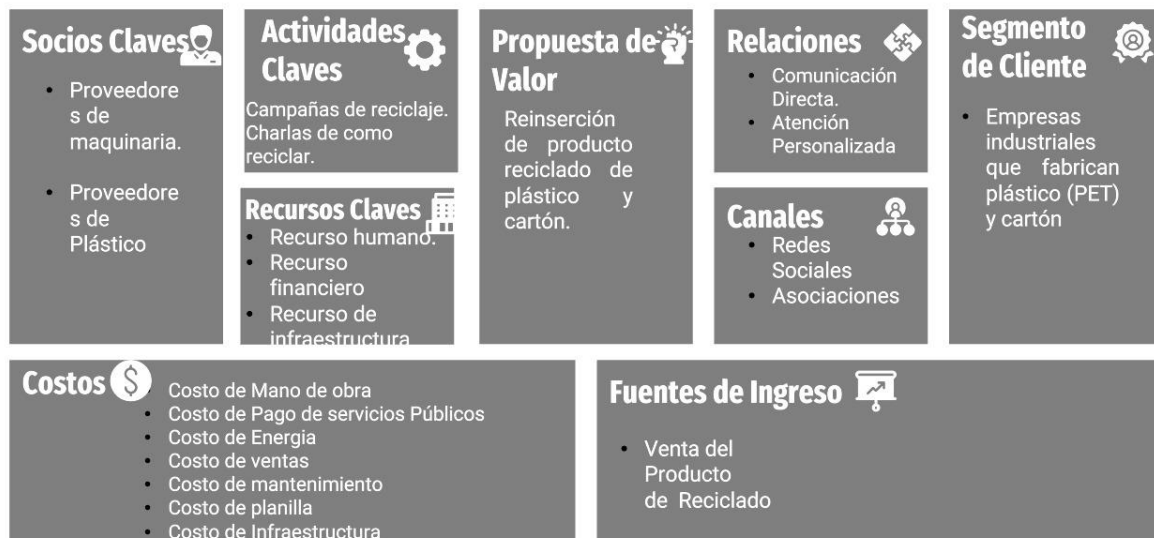 Socios Claves
Proveedore
s de
maquinaria.
Proveedore
s de
Plástico
Actividades
Claves
Campañas de reciclaje.
Charlas de como
reciclar.
Recursos Claves
Recurso humano.
Recurso
financiero
Recurso de
infraestructura
Propuesta de
Valor
Reinserción
de producto
reciclado de
plástico y
cartón.
Relaciones
Comunicación
Directa.
Atención
Personalizada
Canales
Redes
Sociales
Asociaciones
Segmento
de Cliente
Empresas
industriales
que fabrican
plástico (PET)
y cartón
Costos
Costo de Mano de obra
Costo de Pago de servicios Públicos
Costo de Energia
Costo de ventas
Costo de mantenimiento
Costo de planilla
Costo de Infraestructura
Fuentes de Ingreso
Venta del
Producto
de Reciclado